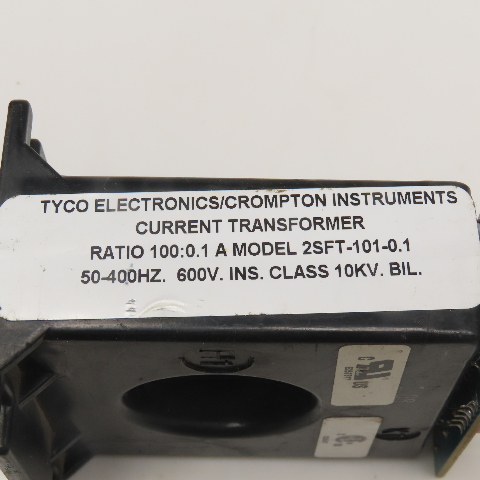 TYCO ELECTRONICS/CROMPTON INSTRUMENTS
CURRENT TRANSFORMER
RATIO 100:0.1 A MODEL 2SFT-101-0.1
50-400HZ. 600V. INS. CLASS 10KV. BIL.